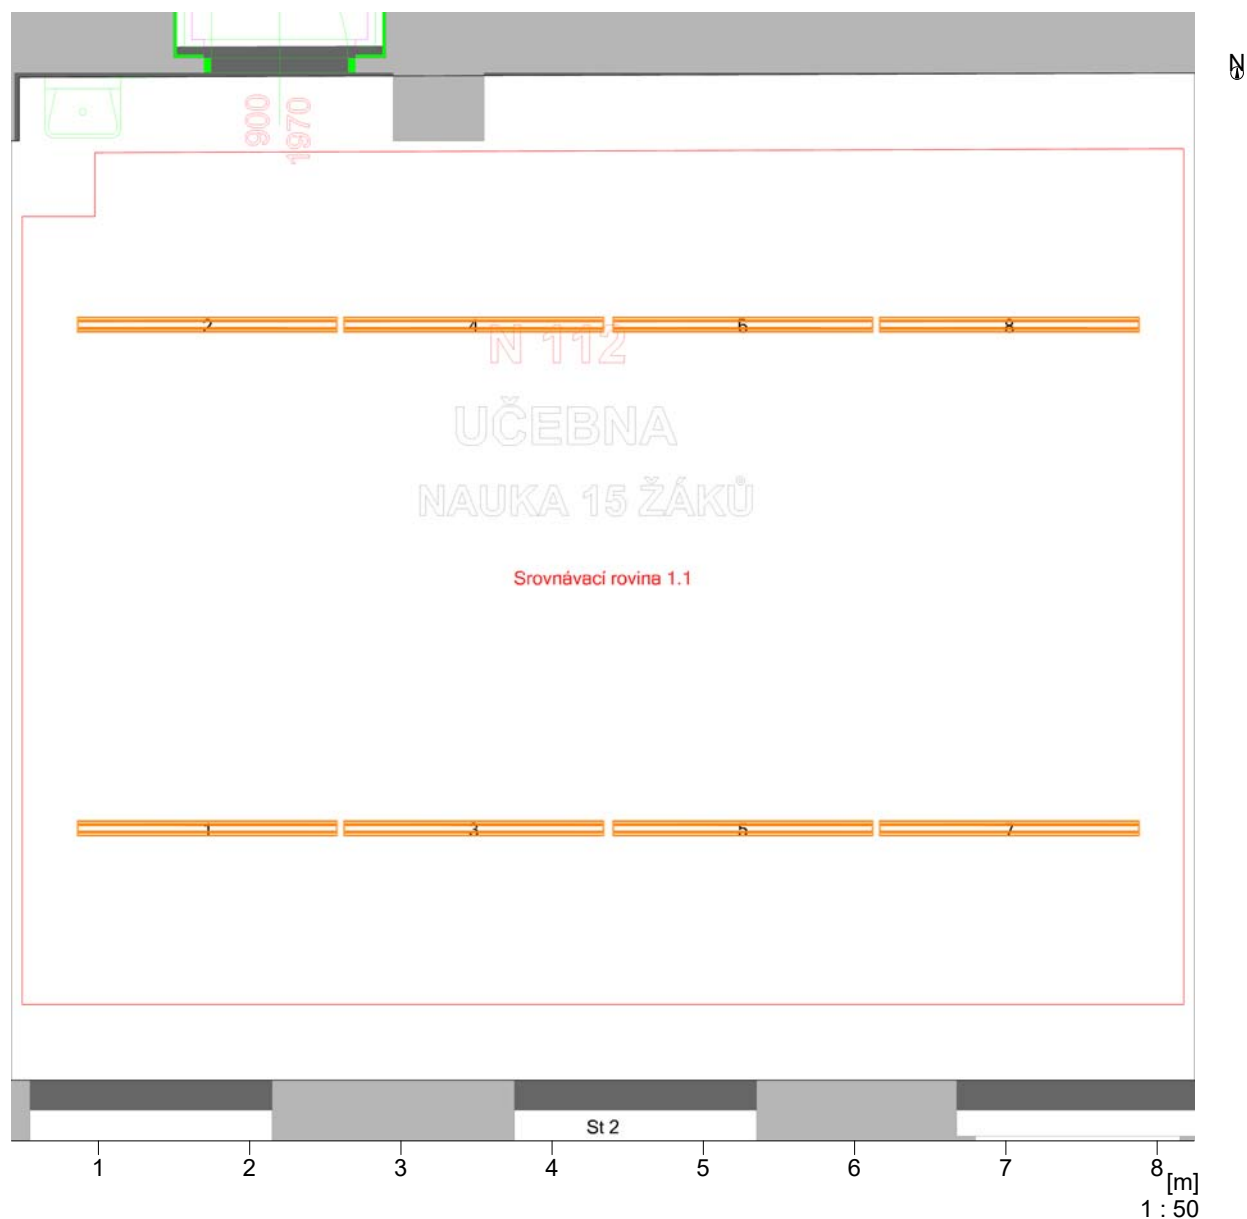 N
900
1970
2 4 6 8
N 112
UČEBNA
NAUKA 15 ŽÁKŮ
Srovnávací rovina 1.1
1 3 5 7
St 2
1 2 3 4 5 6 7 8
[m]
1 : 50